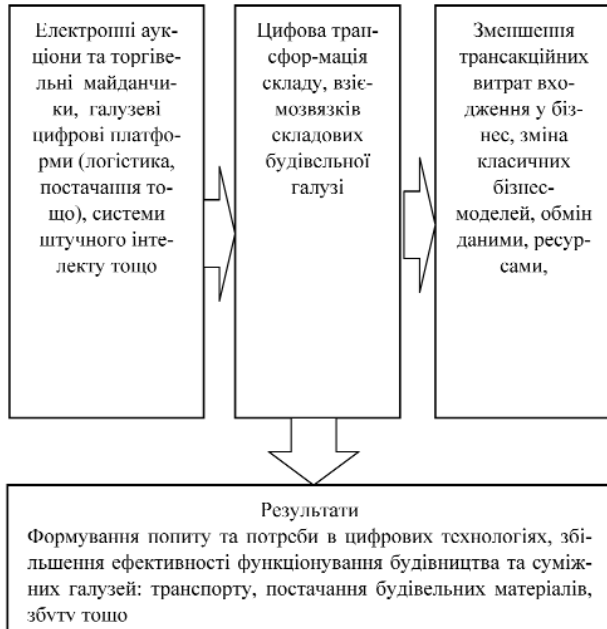 Електронні аук-
ціони та торгівe-
льні майданчи-
ки, галузеві
цифрові платфо-
рми (логістика,
постачання то-
що), системи
штучного інте-
лекту тощо
Цифова тран-
сфор-мація
складу, взіє-
мозвязків
складових
будівельної
галузі
Зменшення
трансакційних
витрат вхо-
дження у біз-
нес, зміна
класичних
бізнес-
моделей, обмін
даними, ресур-
сами,
Результати
Формування попиту та потреби в цифрових технологіях, збі-
льшення ефективності функціонування будівництва та суміж-
них галузей: транспорту, постачання будівельних матеріалів,
збуту тощо